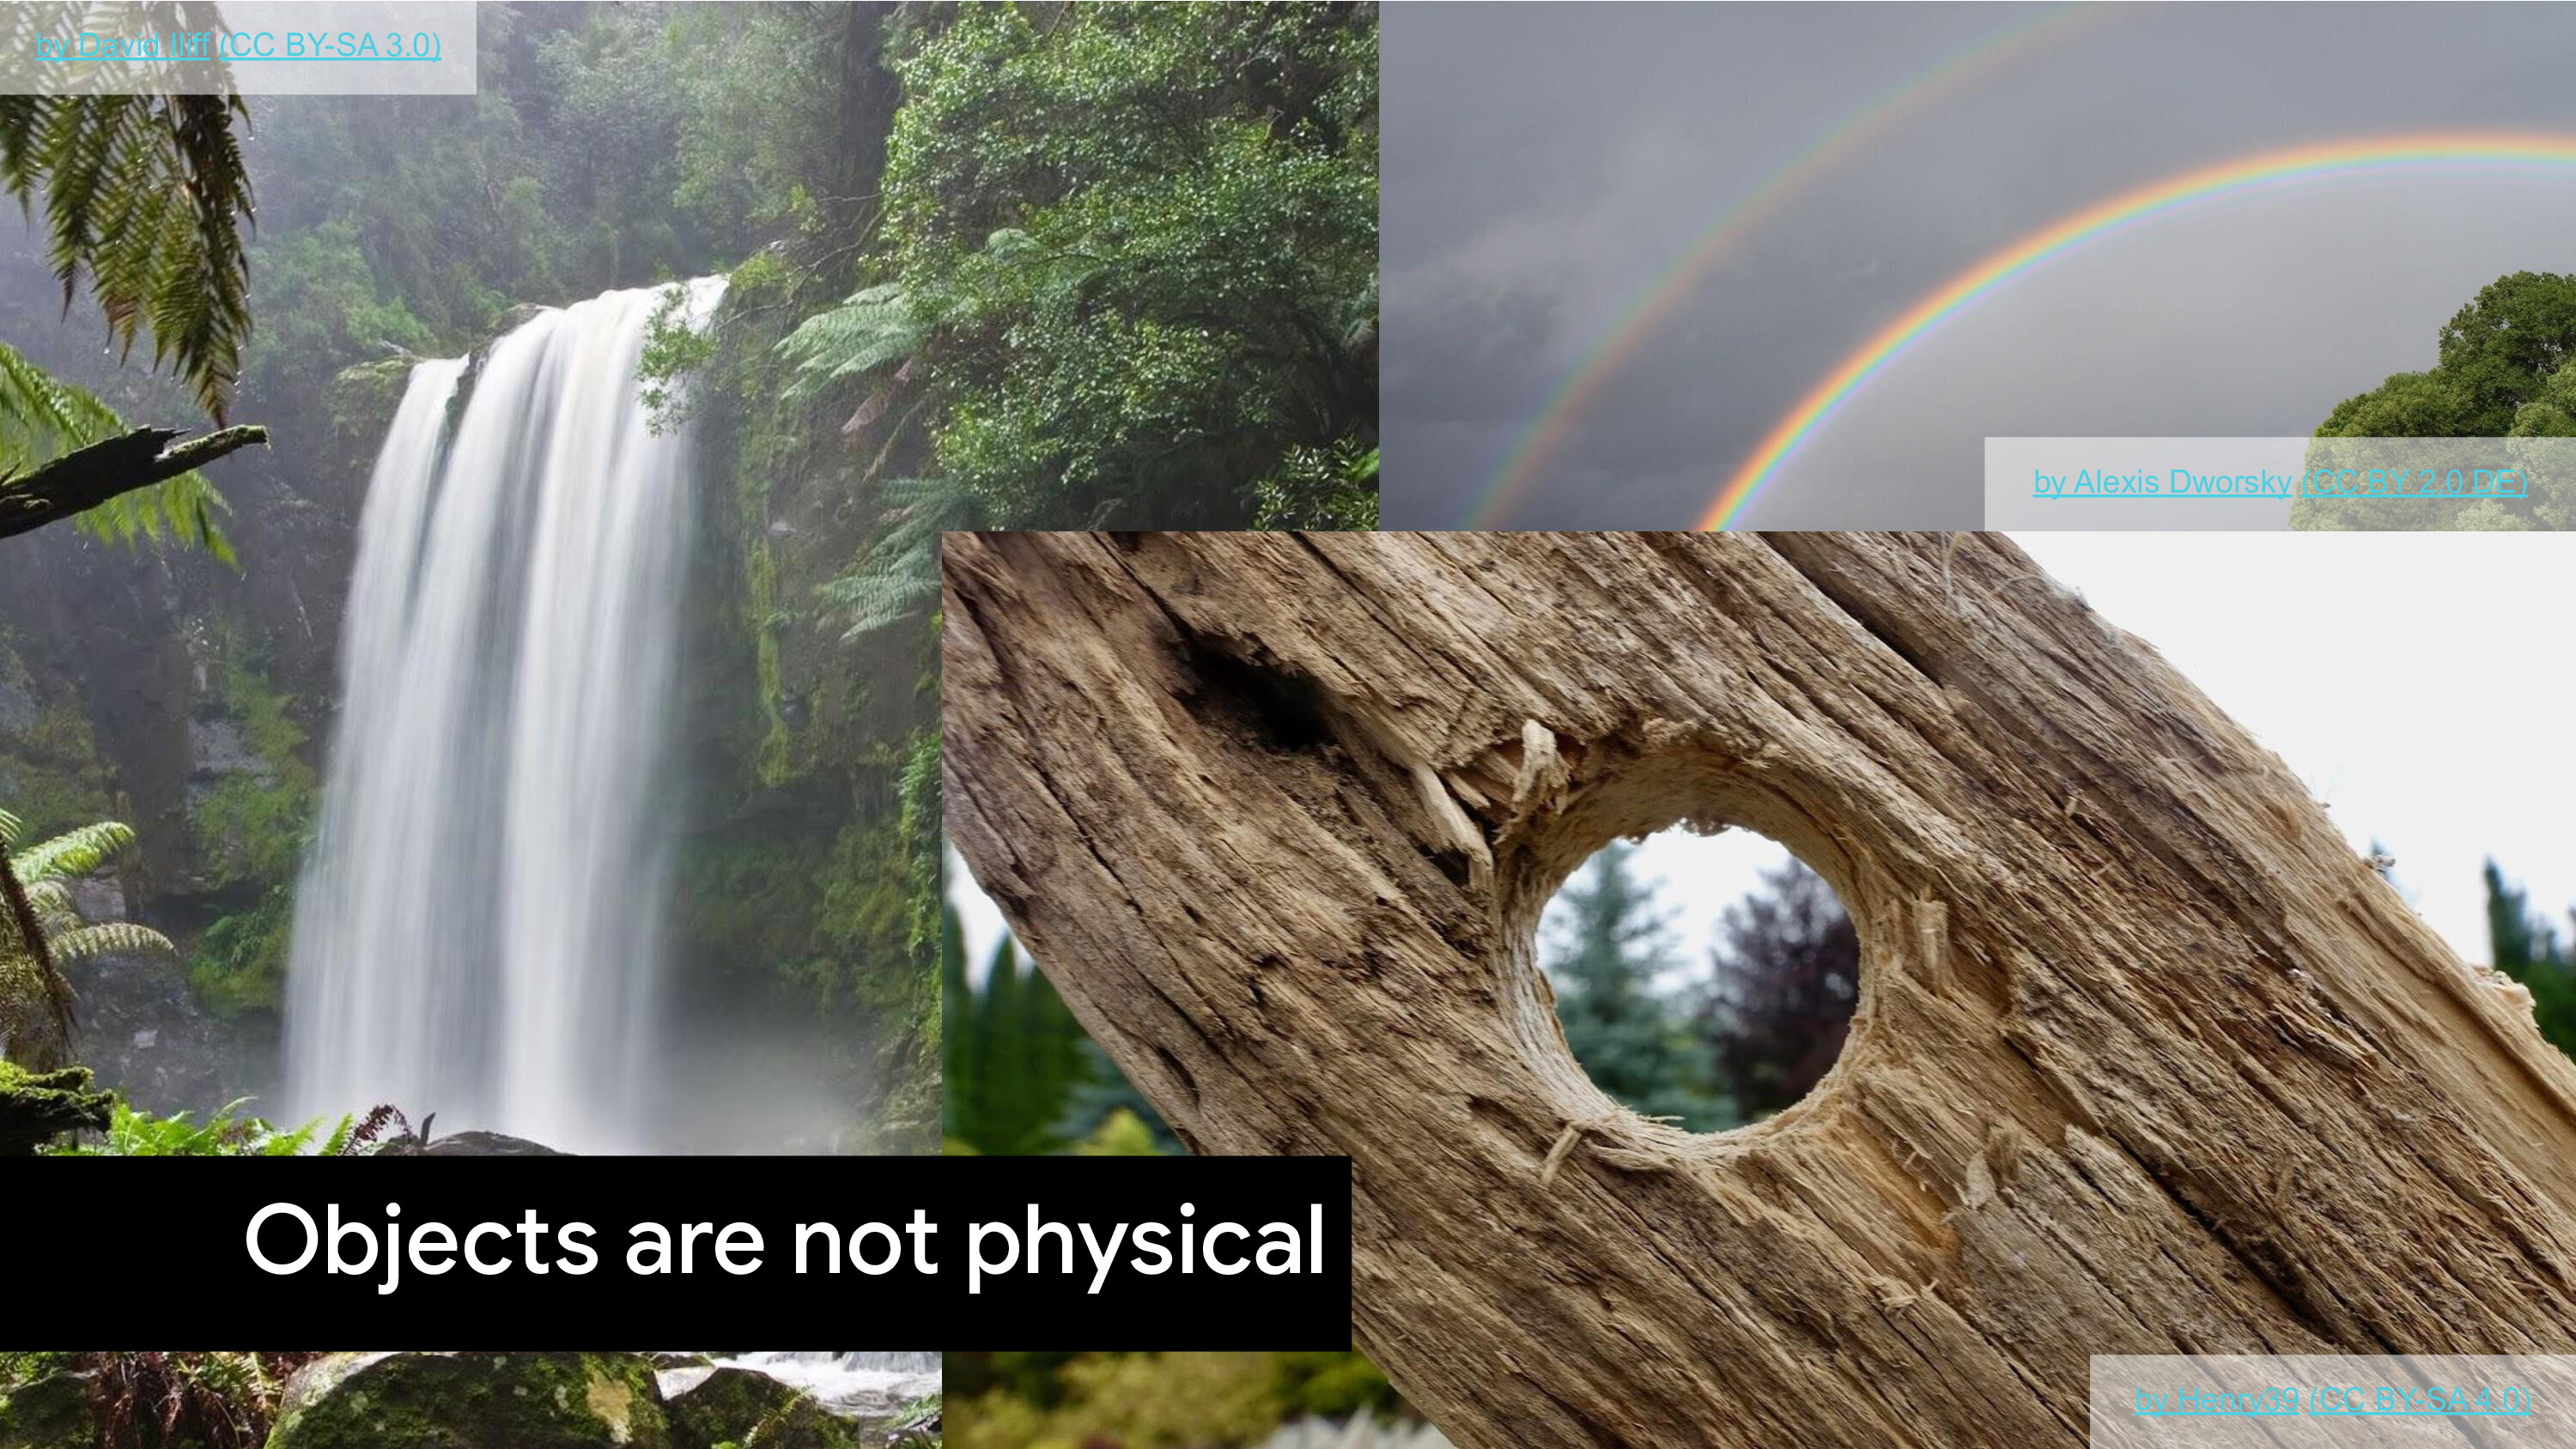 by David Iliff (CC BY-SA 3.0)
by Alexis Dworsky (CC BY 2.0 DE)
Objects are not physical
by Henry39 (CC BY-SA 4.0)